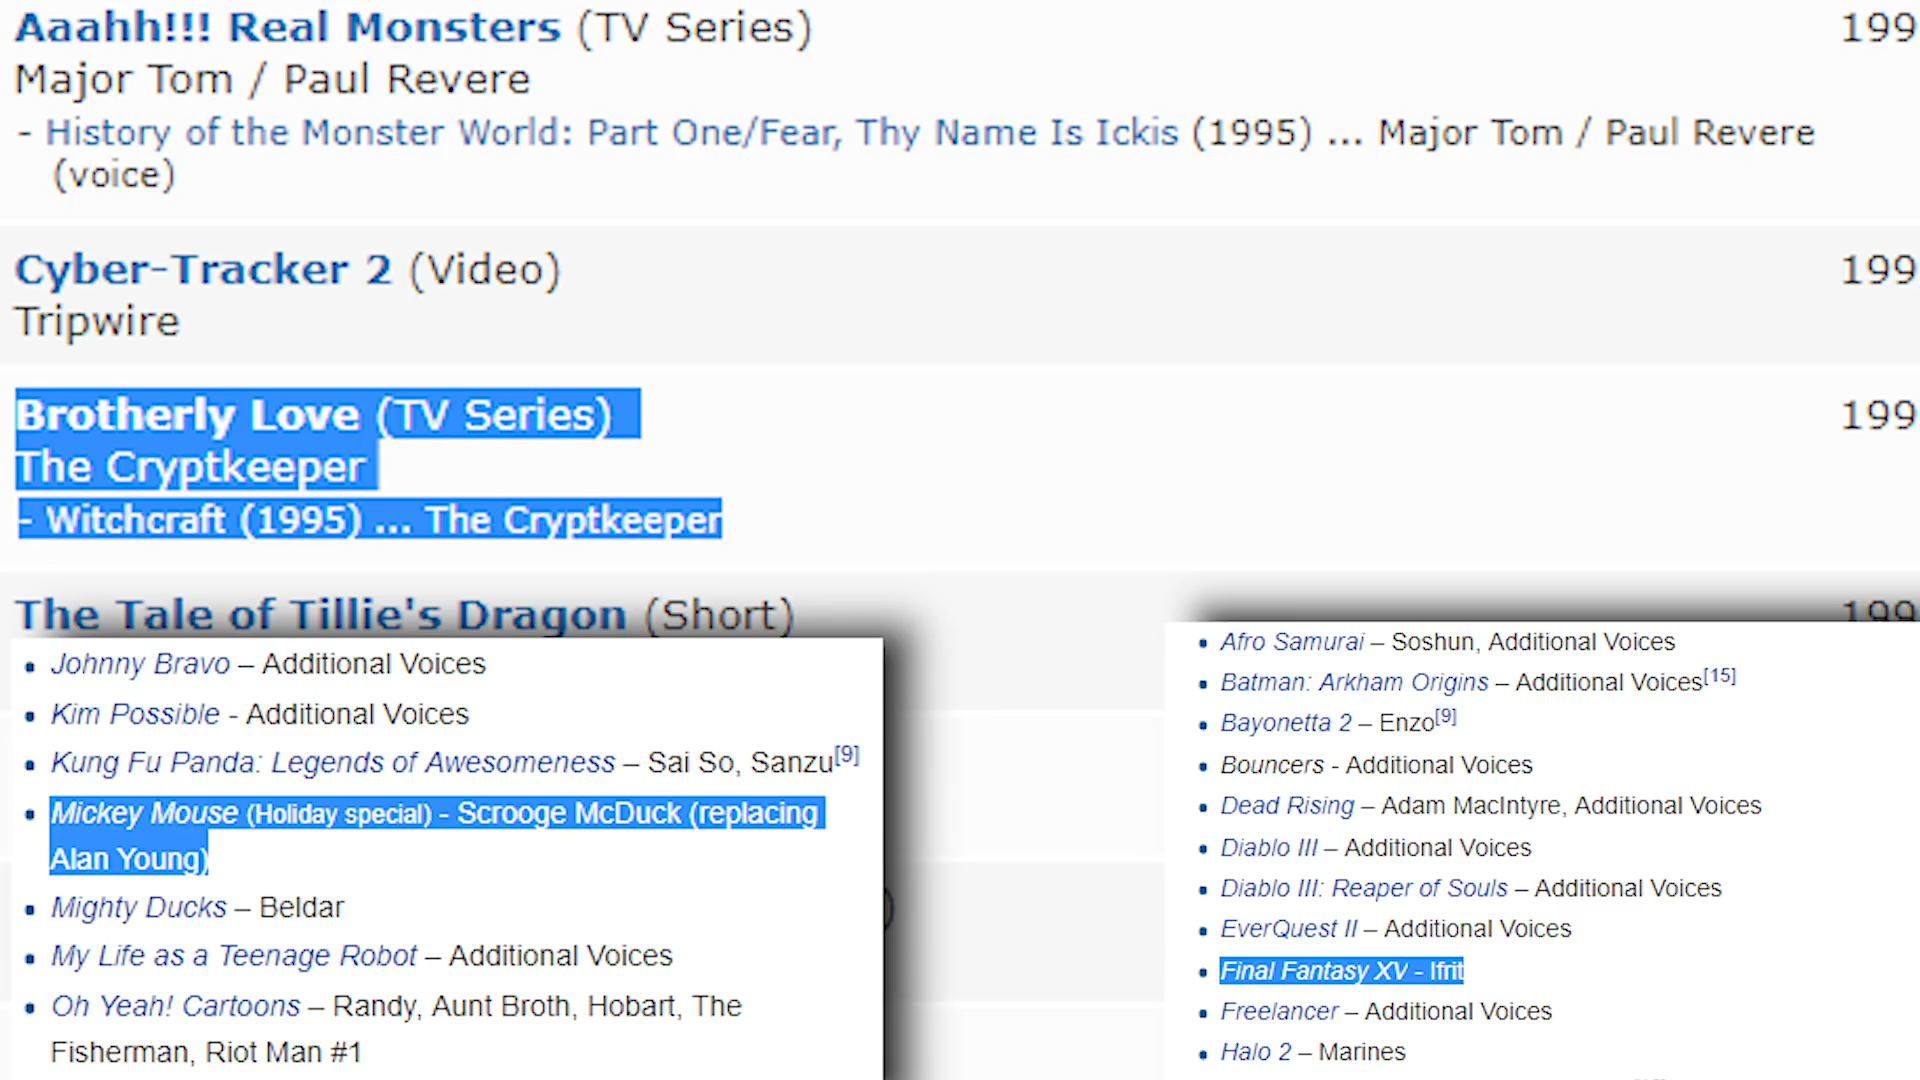 Aaahh!!! Real Monsters (TV Series) 199
Major Tom / Paul Revere
- History of the Monster World: Part One/Fear, Thy Name Is Ickis (1995) ... Major Tom / Paul Revere
(voice)
Cyber-Tracker 2 (Video) 199
Tripwire
Brotherly Love (TV Series) 199
The Cryptkeeper
- Witchcraft (1995) ... The Cryptkeeper
The Tale of Tillie's Dragon (Short) 199
• Johnny Bravo – Additional Voices
• Kim Possible - Additional Voices
• Kung Fu Panda: Legends of Awesomeness – Sai So, Sanzu[9]
• Mickey Mouse (Holiday special) - Scrooge McDuck (replacing
Alan Young)
• Mighty Ducks – Beldar
• My Life as a Teenage Robot – Additional Voices
• Oh Yeah! Cartoons – Randy, Aunt Broth, Hobart, The
Fisherman, Riot Man #1
• Afro Samurai – Soshun, Additional Voices
• Batman: Arkham Origins – Additional Voices[15]
• Bayonetta 2 – Enzo[9]
• Bouncers - Additional Voices
• Dead Rising – Adam MacIntyre, Additional Voices
• Diablo III – Additional Voices
• Diablo III: Reaper of Souls – Additional Voices
• EverQuest II – Additional Voices
• Final Fantasy XV - Ifrit
• Freelancer – Additional Voices
• Halo 2 – Marines